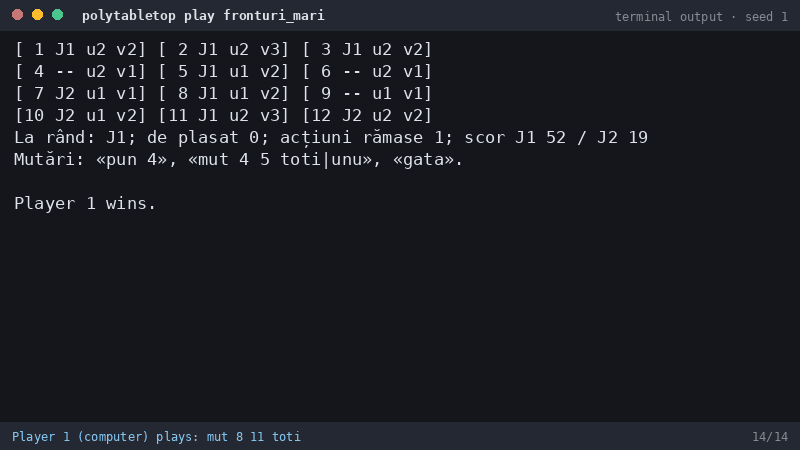 polytabletop play fronturi_mari
terminal output · seed 1
[ 1 J1 u2 v2] [ 2 J1 u2 v3] [ 3 J1 u2 v2]
[ 4 -- u2 v1] [ 5 J1 u1 v2] [ 6 -- u2 v1]
[ 7 J2 u1 v1] [ 8 J1 u1 v2] [ 9 -- u1 v1]
[10 J2 u1 v2] [11 J1 u2 v3] [12 J2 u2 v2]
La rând: J1; de plasat 0; acțiuni rămase 1; scor J1 52 / J2 19
Mutări: «pun 4», «mut 4 5 toti|unu», «gata».
Player 1 wins.
Player 1 (computer) plays: mut 8 11 toti
14/14